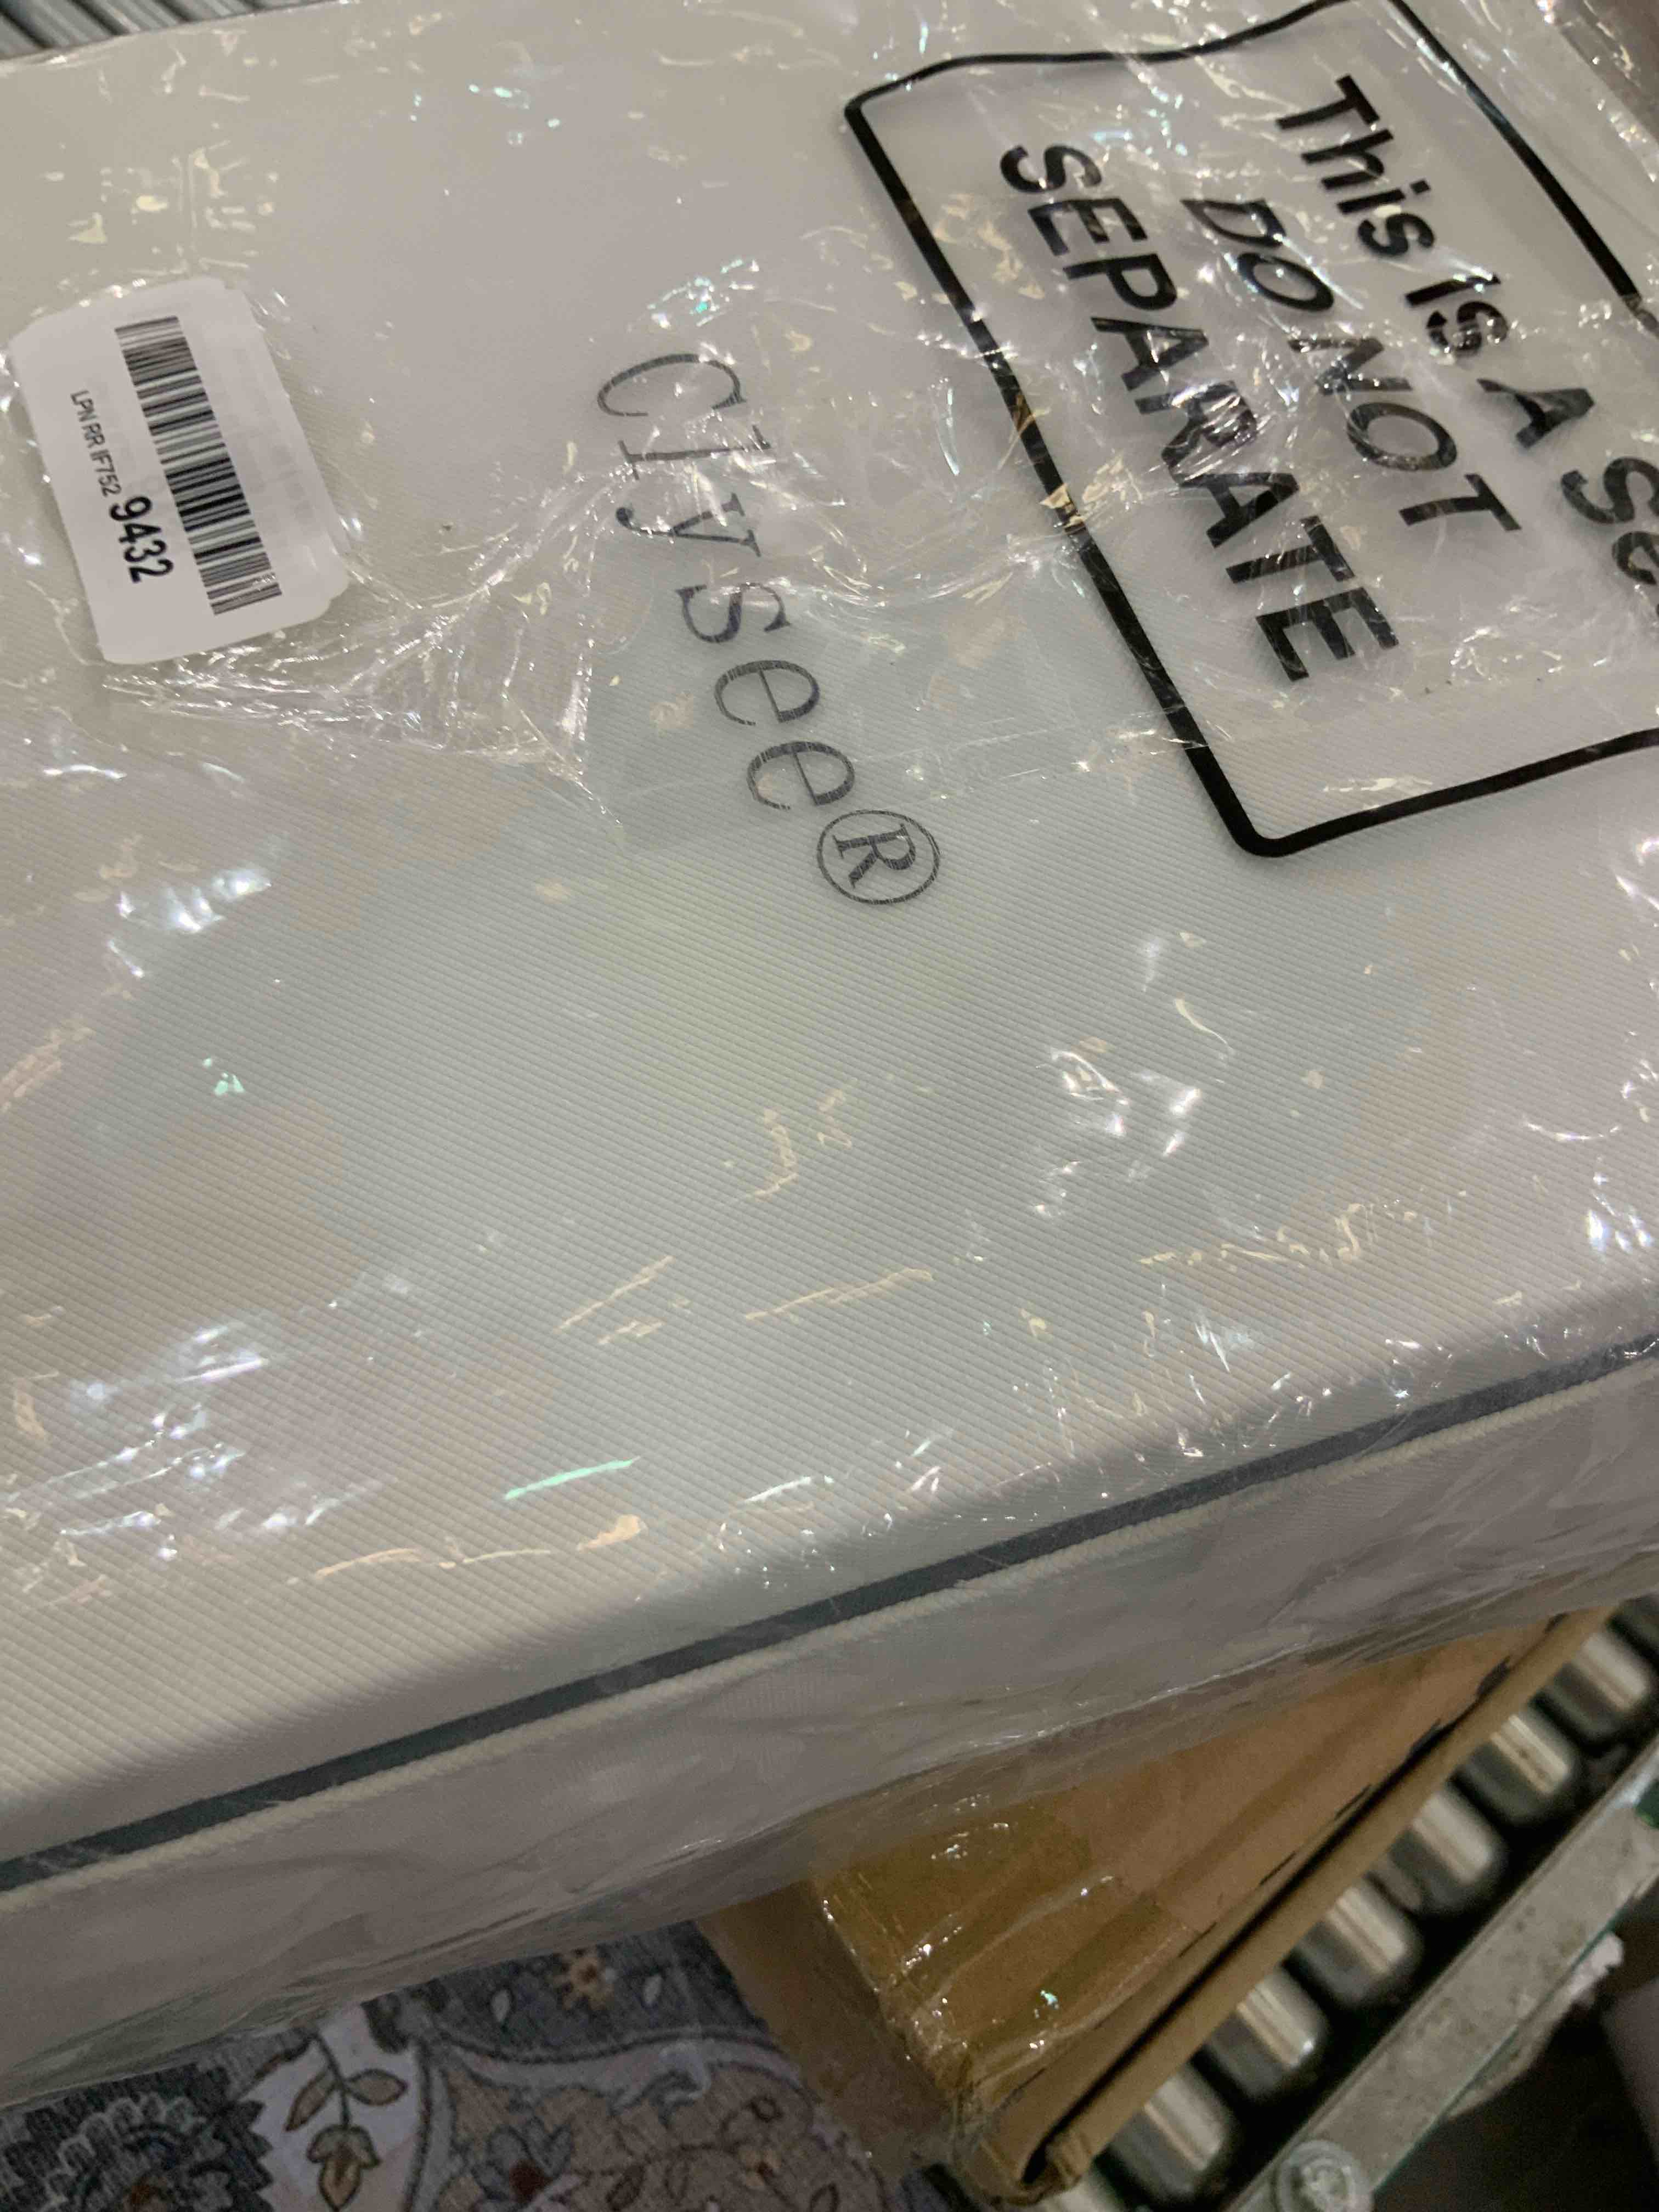 This is A Se
DO NOT
SEPARATE
Clysee®
LPN RR IF752 9432